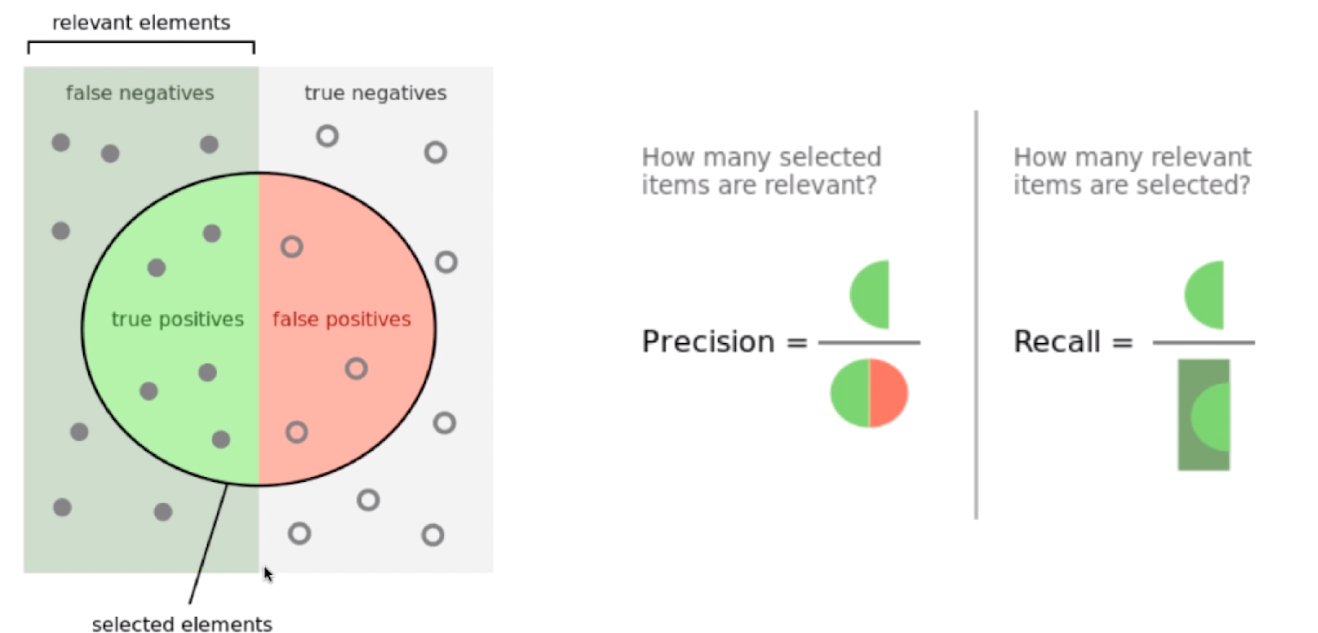 relevant elements
false negatives
true negatives
true positives
false positives
selected elements
How many selected
items are relevant?
Precision =
How many relevant
items are selected?
Recall =